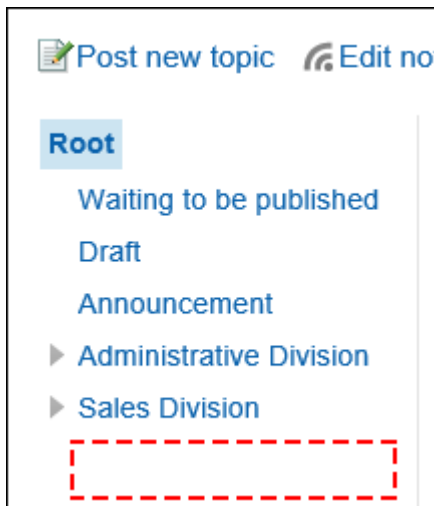 Post new topic Edit no
Root
Waiting to be published
Draft
Announcement
Administrative Division
Sales Division